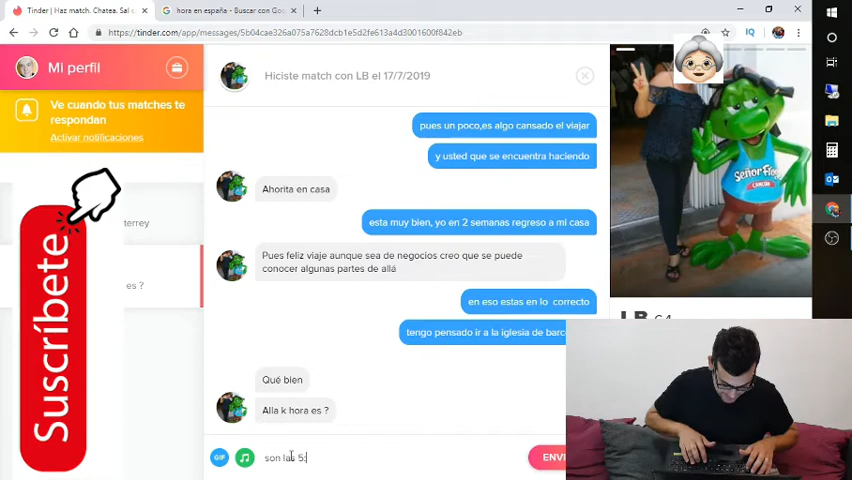 Tinder | Haz match. Chatea. Sal c
hora en españa - Buscar con Goo
https://tinder.com/app/messages/5b04cae326a075a7628dcb1e5d2fe613a4d3001600f842eb
IQ
Mi perfil
Hiciste match con LB el 17/7/2019
Ve cuando tus matches te
respondan
Activar notificaciones
terrey
es ?
Suscríbete
pues un poco,es algo cansado el viajar
y usted que se encuentra haciendo
Ahorita en casa
esta muy bien, yo en 2 semanas regreso a mi casa
Pues feliz viaje aunque sea de negocios creo que se puede
conocer algunas partes de allá
en eso estas en lo correcto
tengo pensado ir a la iglesia de barc
Qué bien
Alla k hora es ?
GIF
son las 5:
ENVI
Señor Frog's
CANCUN
LB 64